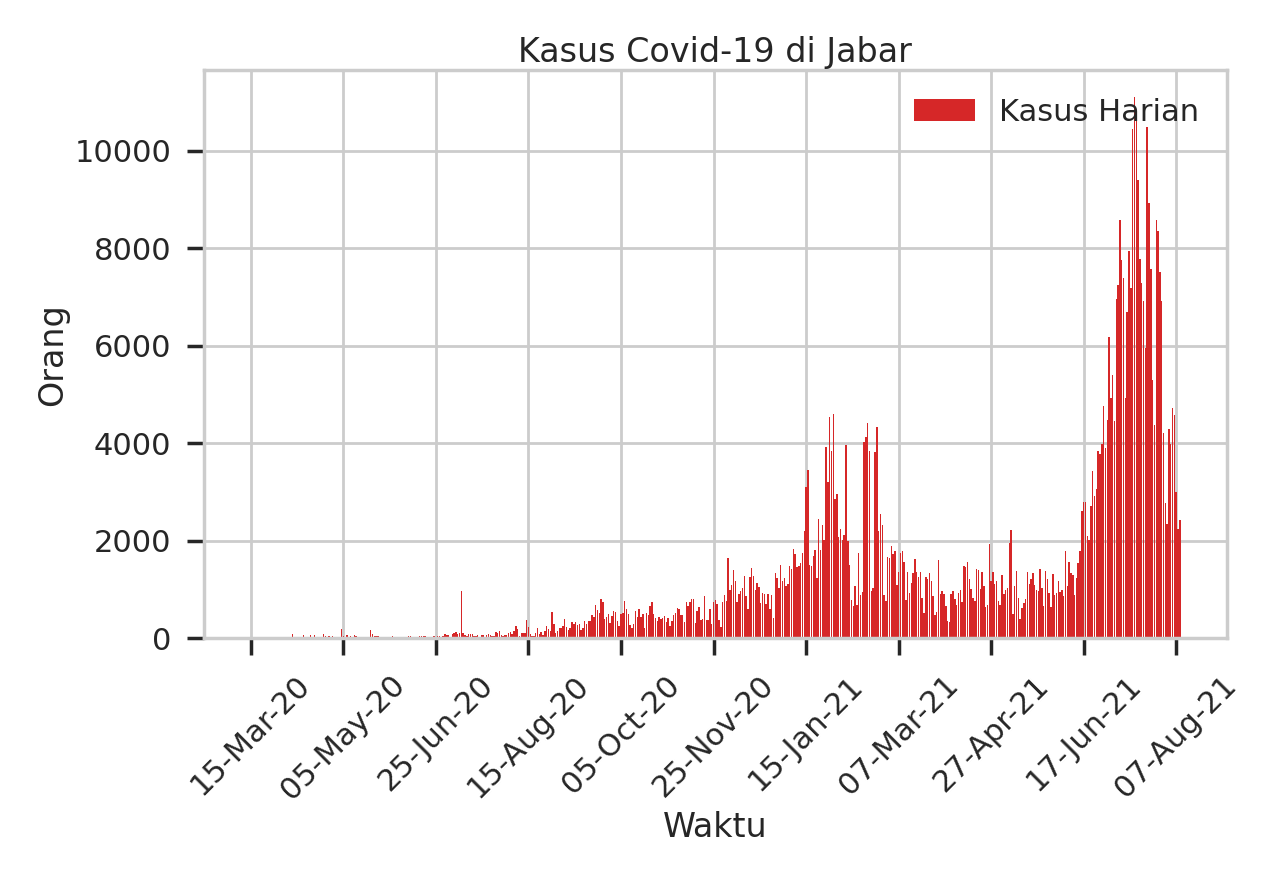 Kasus Covid-19 di Jabar
Kasus Harian
10000
8000
6000
4000
2000
0
Orang
15-Mar-20
05-May-20
25-Jun-20
15-Aug-20
05-Oct-20
25-Nov-20
15-Jan-21
07-Mar-21
27-Apr-21
17-Jun-21
07-Aug-21
Waktu